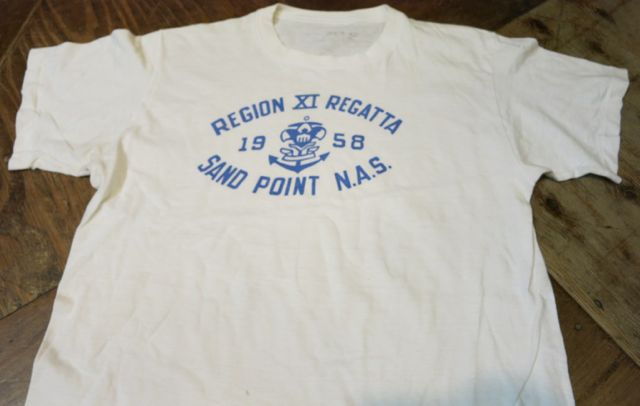 REGION XI REGATTA
19 58
SAND POINT N.A.S.